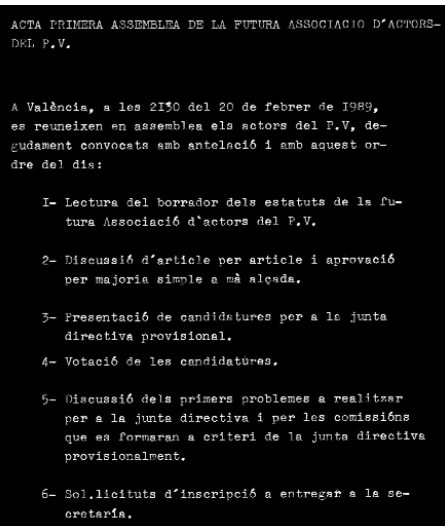 ACTA PRIMERA ASSEMBLEA DE LA FUTURA ASSOCIACIO D´ACTORS-
DEL P.V.
A València, a les 2I30 del 20 de febrer de I989,
es reuneixen en assemblea els actors del P.V, de-
gudament convocats amb antelació i amb aquest or-
dre del dia:
I- Lectura del borrador dels estatuts de la fu-
tura Associació d`actors del P.V.
2- Discussió d´article per article i aprovació
per majoria simple a mà alçada.
3- Presentació de candidatures per a la junta
directiva provisional.
4- Votació de les candidatures.
5- Discussió dels primers problemes a realitzar
per a la junta directiva i per les comissións
que es formaran a criteri de la junta directiva
provisionalment.
6- Sol.licituts d´inscripció a entregar a la se-
cretaría.